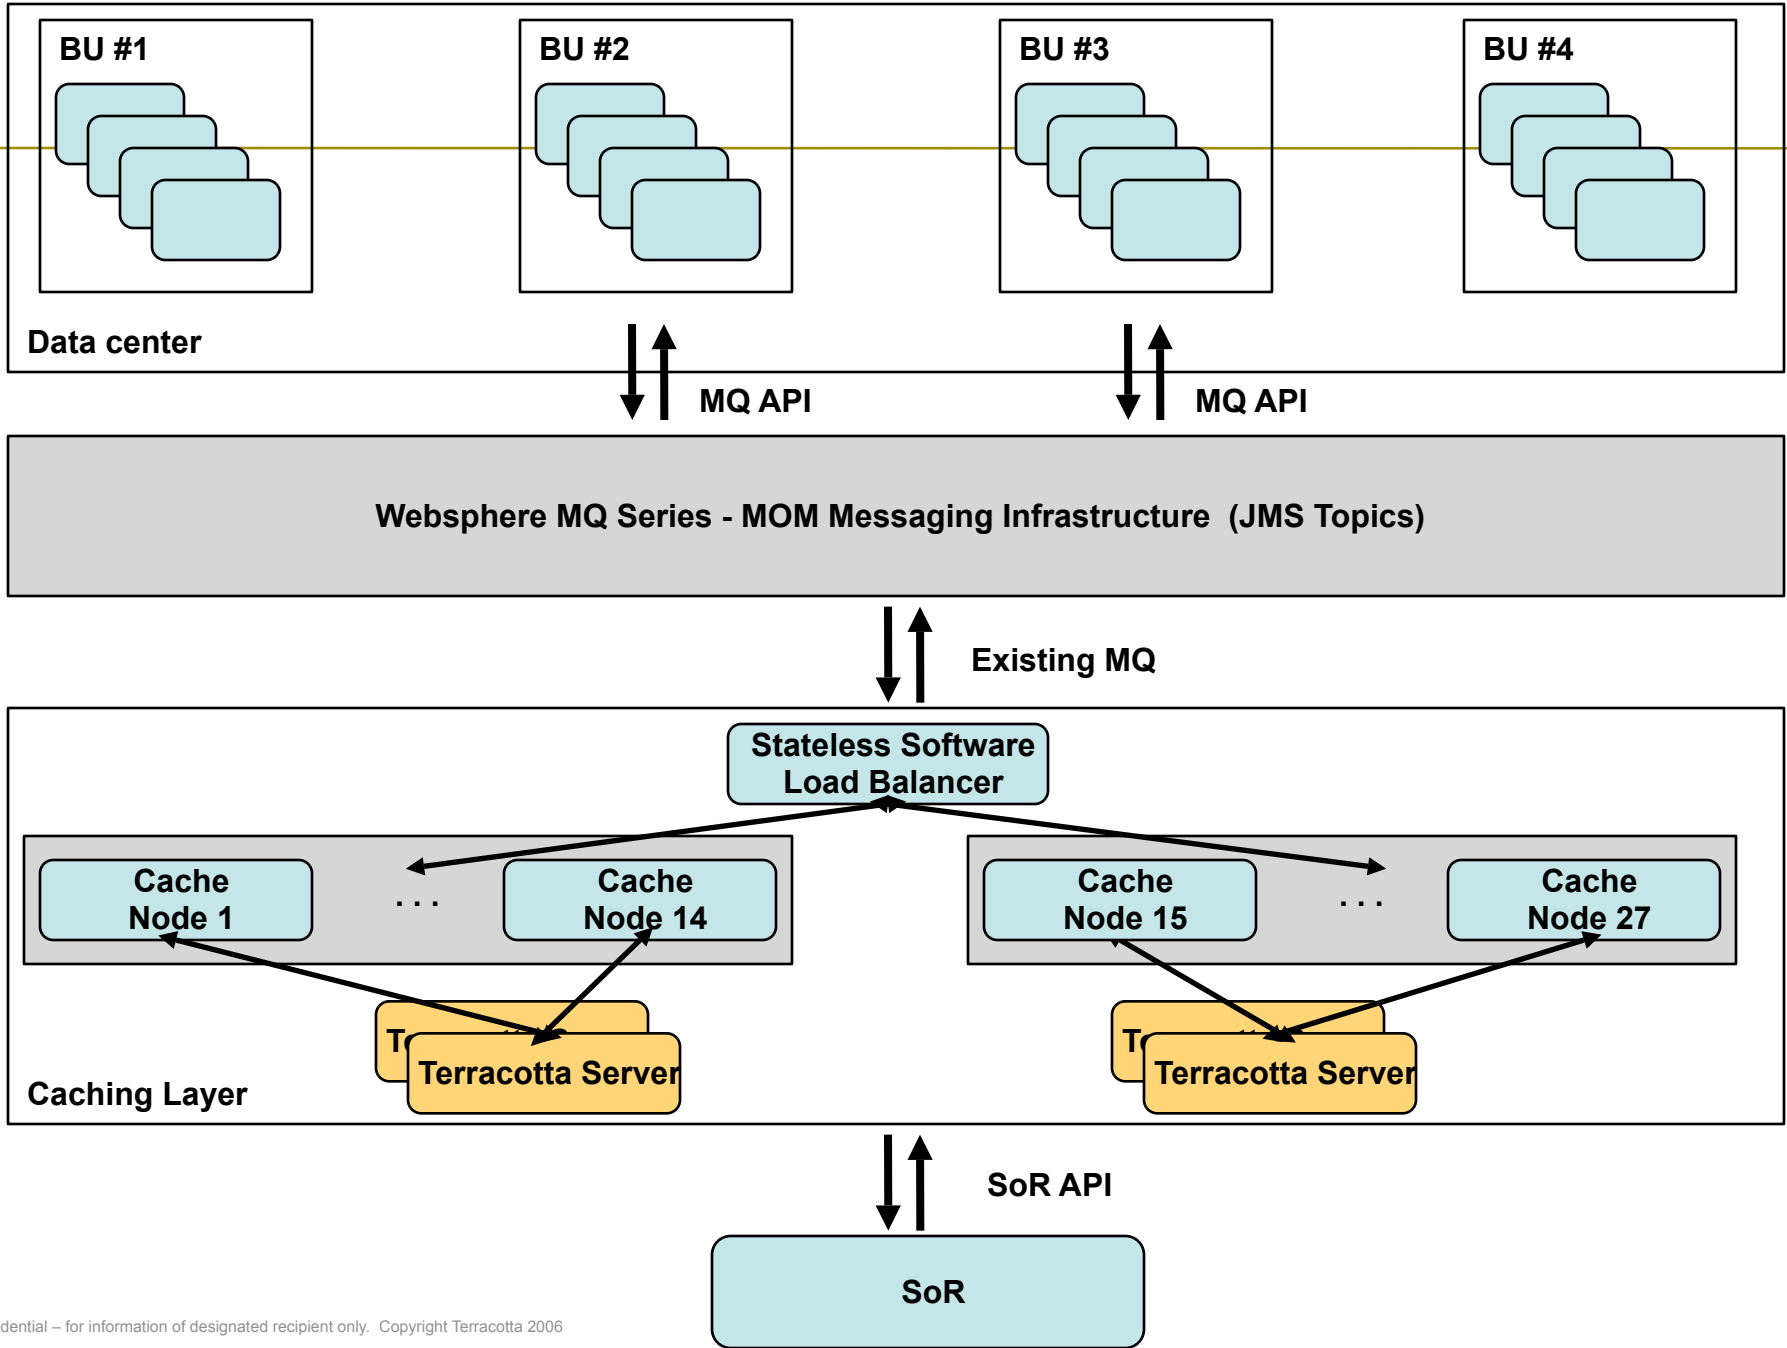 BU #1
BU #2
BU #3
BU #4
Data center
MQ API
MQ API
Websphere MQ Series - MOM Messaging Infrastructure (JMS Topics)
Existing MQ
Stateless Software
Load Balancer
Cache
Node 1
. . .
Cache
Node 14
Cache
Node 15
. . .
Cache
Node 27
Terracotta Server
Terracotta Server
Caching Layer
SoR API
SoR
dential – for information of designated recipient only. Copyright Terracotta 2006